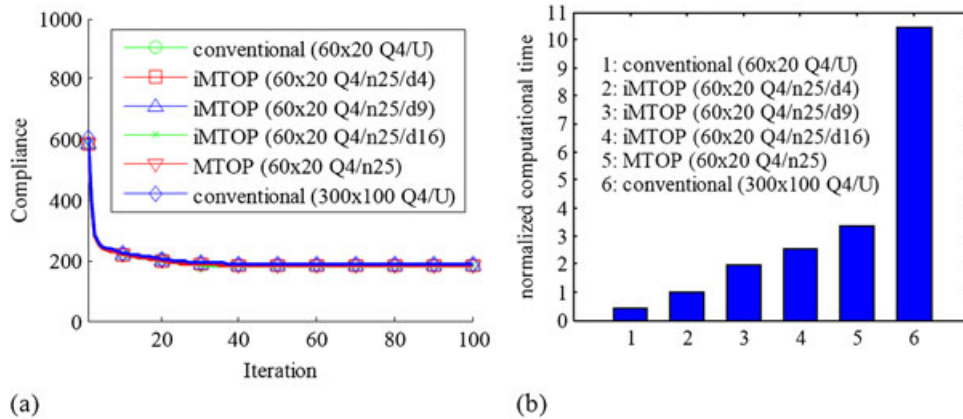 1000
800
600
400
200
0
20
40
60
80
100
Compliance
Iteration
conventional (60x20 Q4/U)
iMTOP (60x20 Q4/n25/d4)
iMTOP (60x20 Q4/n25/d9)
iMTOP (60x20 Q4/n25/d16)
MTOP (60x20 Q4/n25)
conventional (300x100 Q4/U)
(a)
11
10
9
8
7
6
5
4
3
2
1
0
normalized computational time
1: conventional (60x20 Q4/U)
2: iMTOP (60x20 Q4/n25/d4)
3: iMTOP (60x20 Q4/n25/d9)
4: iMTOP (60x20 Q4/n25/d16)
5: MTOP (60x20 Q4/n25)
6: conventional (300x100 Q4/U)
1
2
3
4
5
6
(b)